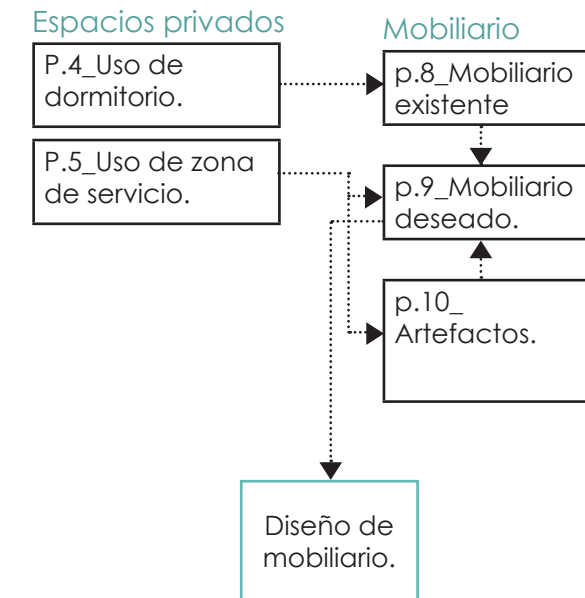 Espacios privados
P.4_Uso de
dormitorio.
P.5_Uso de zona
de servicio.
Mobiliario
p.8_Mobiliario
existente
p.9_Mobiliario
deseado.
p.10_
Artefactos.
Diseño de
mobiliario.